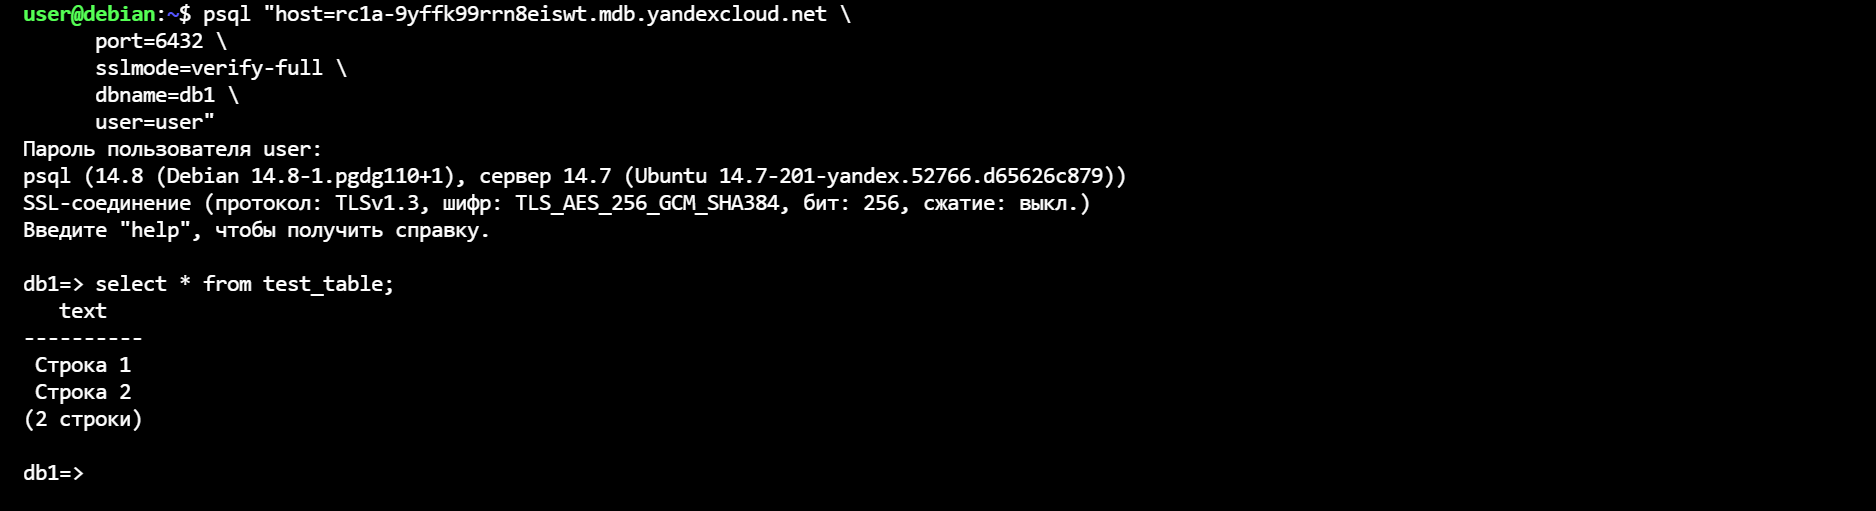 user@debian:~$ psql "host=rc1a-9yffk99rrn8eiswt.mdb.yandexcloud.net \
port=6432 \
sslmode=verify-full \
dbname=db1 \
user=user"
Пароль пользователя user:
psql (14.8 (Debian 14.8-1.pgdg110+1), сервер 14.7 (Ubuntu 14.7-201-yandex.52766.d65626c879))
SSL-соединение (протокол: TLSv1.3, шифр: TLS_AES_256_GCM_SHA384, бит: 256, сжатие: выкл.)
Введите "help", чтобы получить справку.
db1=> select * from test_table;
text
----------
Строка 1
Строка 2
(2 строки)
db1=>